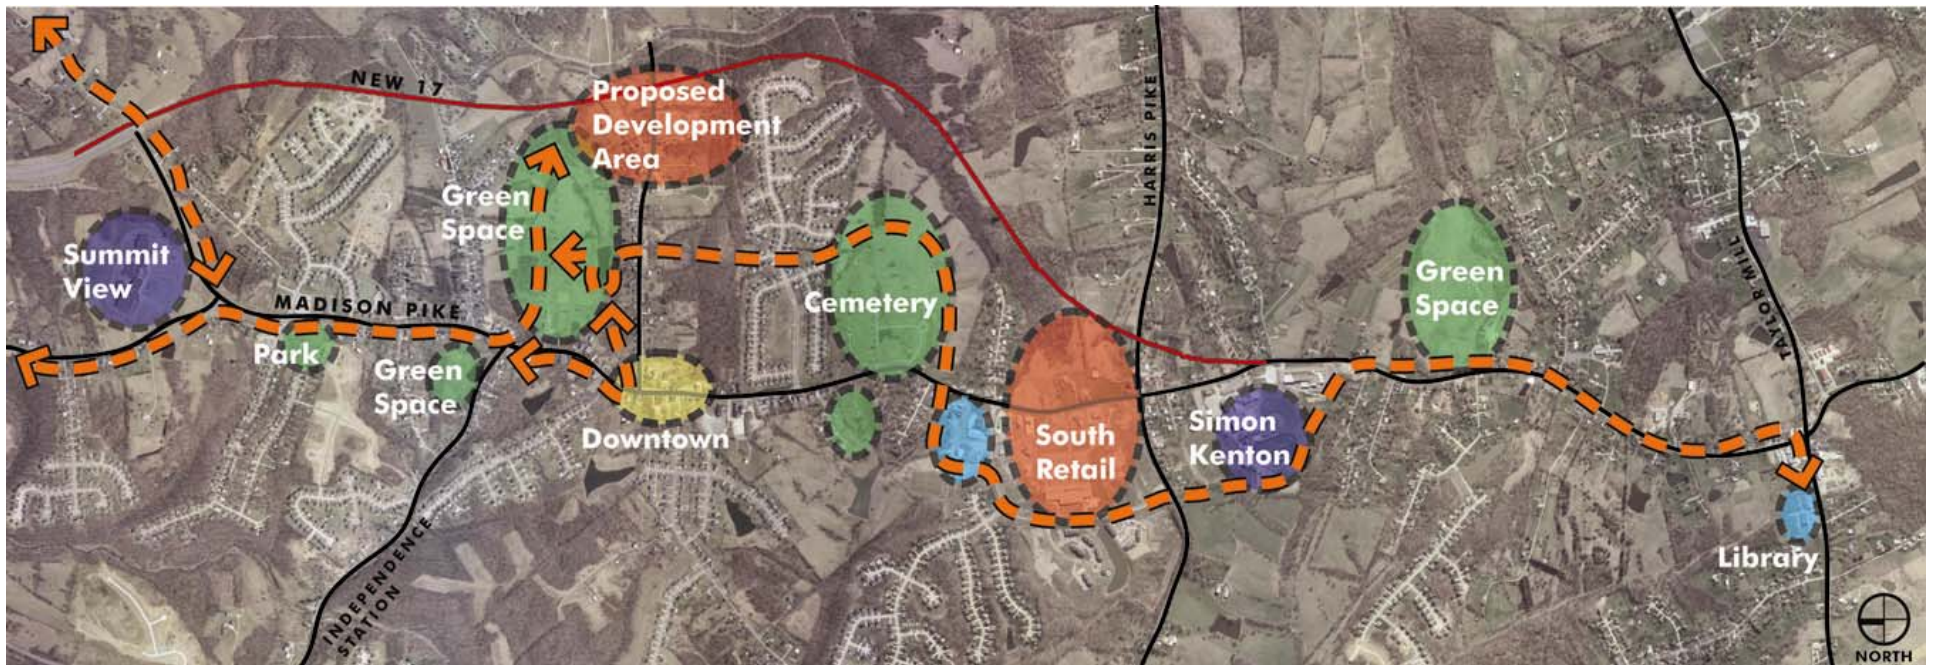 NEW 17
Proposed
Development
Area
HARRIS PIKE
Green
Space
Summit
View
MADISON PIKE
Cemetery
Green
Space
TAYLOR MILL
Park
Green
Space
Downtown
South
Retail
Simon
Kenton
INDEPENDENCE
STATION
Library
NORTH